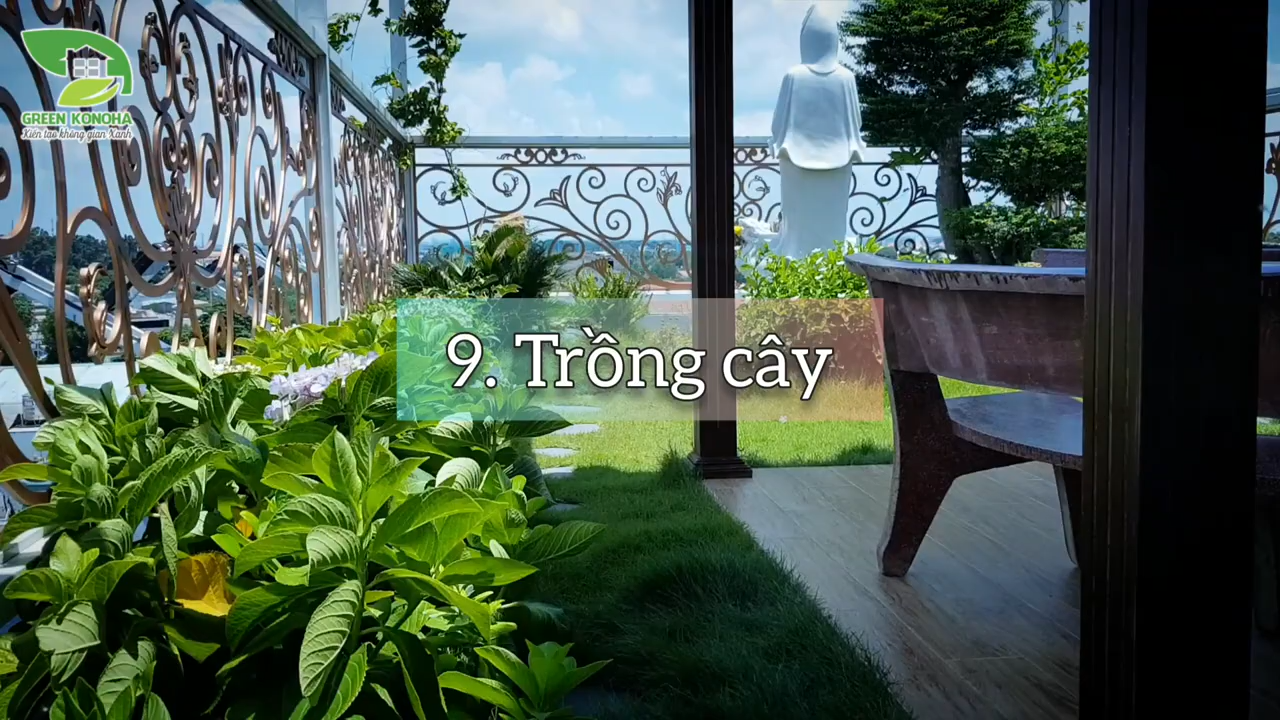 GREEN KONOHA
Kiến tạo không gian Xanh
9. Trồng cây